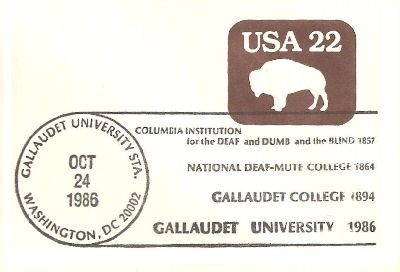 USA 22
COLUMBIA INSTITUTION
for the DEAF and DUMB and the BLIND 1857
NATIONAL DEAF-MUTE COLLEGE 1864
GALLAUDET COLLEGE 1894
GALLAUDET UNIVERSITY 1986
GALLAUDET UNIVERSITY STA.
OCT
24
1986
WASHINGTON, DC 20002